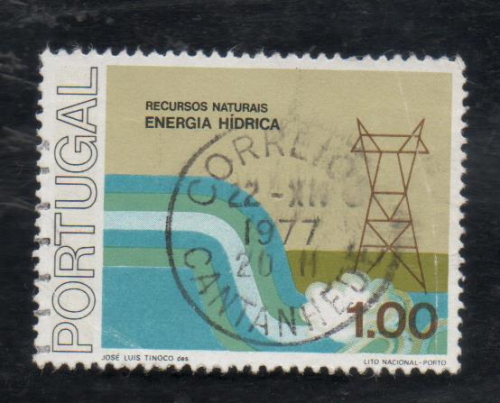 PORTUGAL
RECURSOS NATURAIS
ENERGIA HÍDRICA
CORREIOS
22-XII
1977
20 H
CANTANHEDE
1.00
JOSÉ LUIS TINOCO des
LITO NACIONAL-PORTO